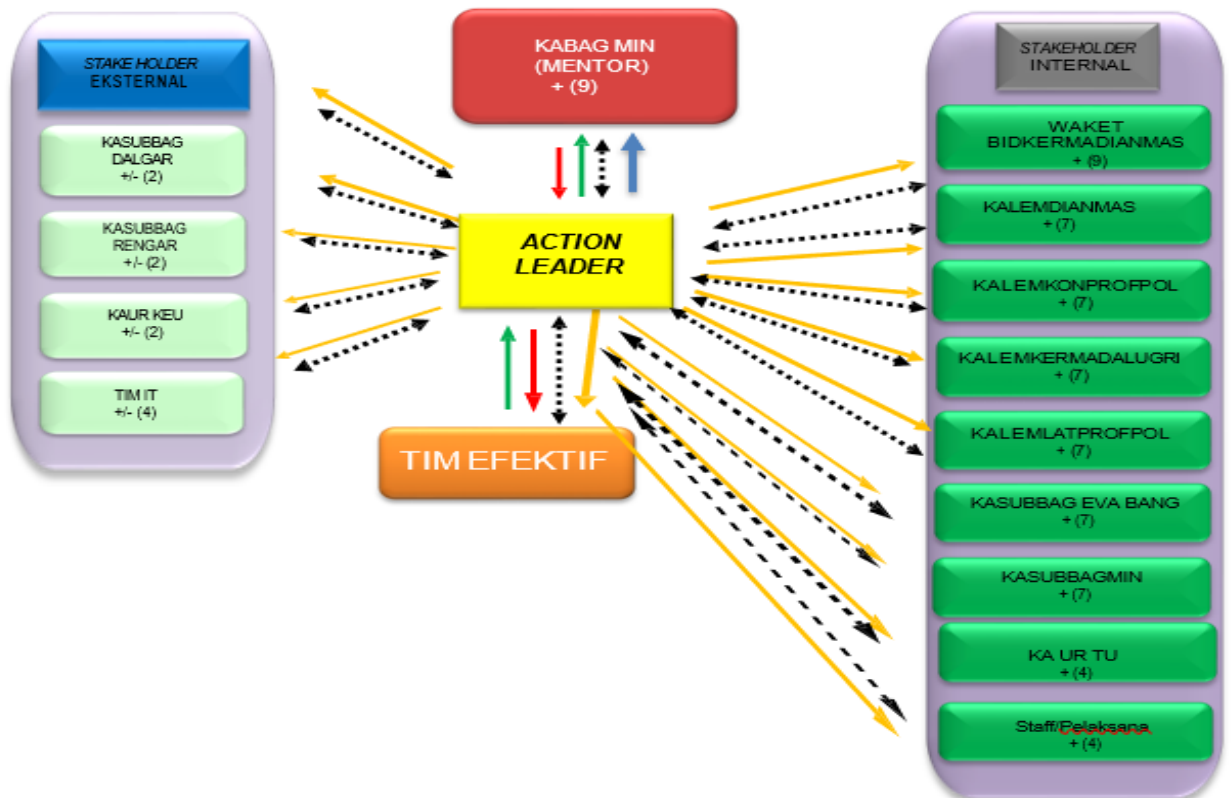 STAKE HOLDER
EKSTERNAL
KASUBBAG
DALGAR
+/- (2)
KASUBBAG
RENGAR
+/- (2)
KAUR KEU
+/- (2)
TIM IT
+/- (4)
KABAG MIN
(MENTOR)
+ (9)
ACTION
LEADER
TIM EFEKTIF
STAKEHOLDER
INTERNAL
WAKET
BIDKERMADIANMAS
+ (9)
KALEMDIANMAS
+ (7)
KALEMKONPROFPOL
+ (7)
KALEMKERMADALUGRI
+ (7)
KALEMLATPROFPOL
+ (7)
KASUBBAG EVA BANG
+ (7)
KASUBBAGMIN
+ (7)
KA UR TU
+ (4)
Staff/Pelaksana
+ (4)